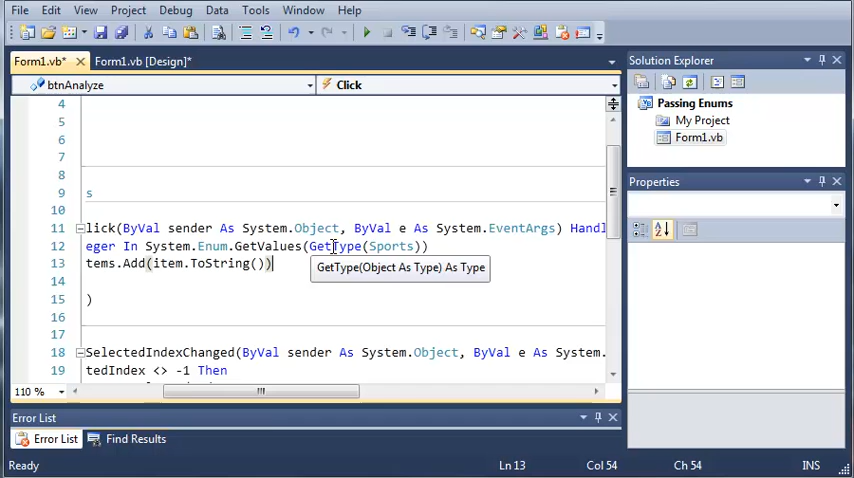 File Edit View Project Debug Data Tools Window Help
Form1.vb* Form1.vb [Design]*
btnAnalyze Click
4
5
6
7
8
9 s
10
11 lick(ByVal sender As System.Object, ByVal e As System.EventArgs) Handl
12 eger In System.Enum.GetValues(GetType(Sports))
13 tems.Add(item.ToString())
GetType(Object As Type) As Type
14
15 )
16
17
18 SelectedIndexChanged(ByVal sender As System.Object, ByVal e As System.
19 tedIndex <> -1 Then
110 %
Error List
Error List Find Results
Ready Ln 13 Col 54 Ch 54 INS
Solution Explorer
Passing Enums
My Project
Form1.vb
Properties